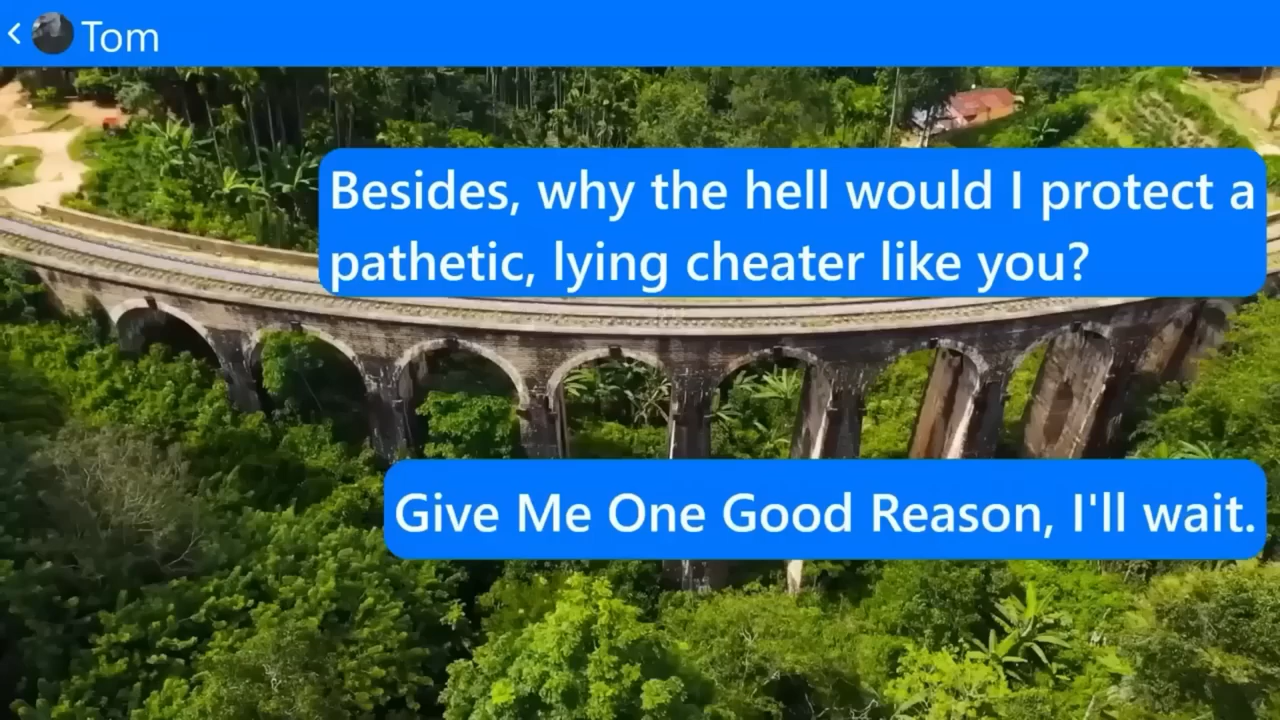 Tom
Besides, why the hell would I protect a
pathetic, lying cheater like you?
Give Me One Good Reason, I'll wait.